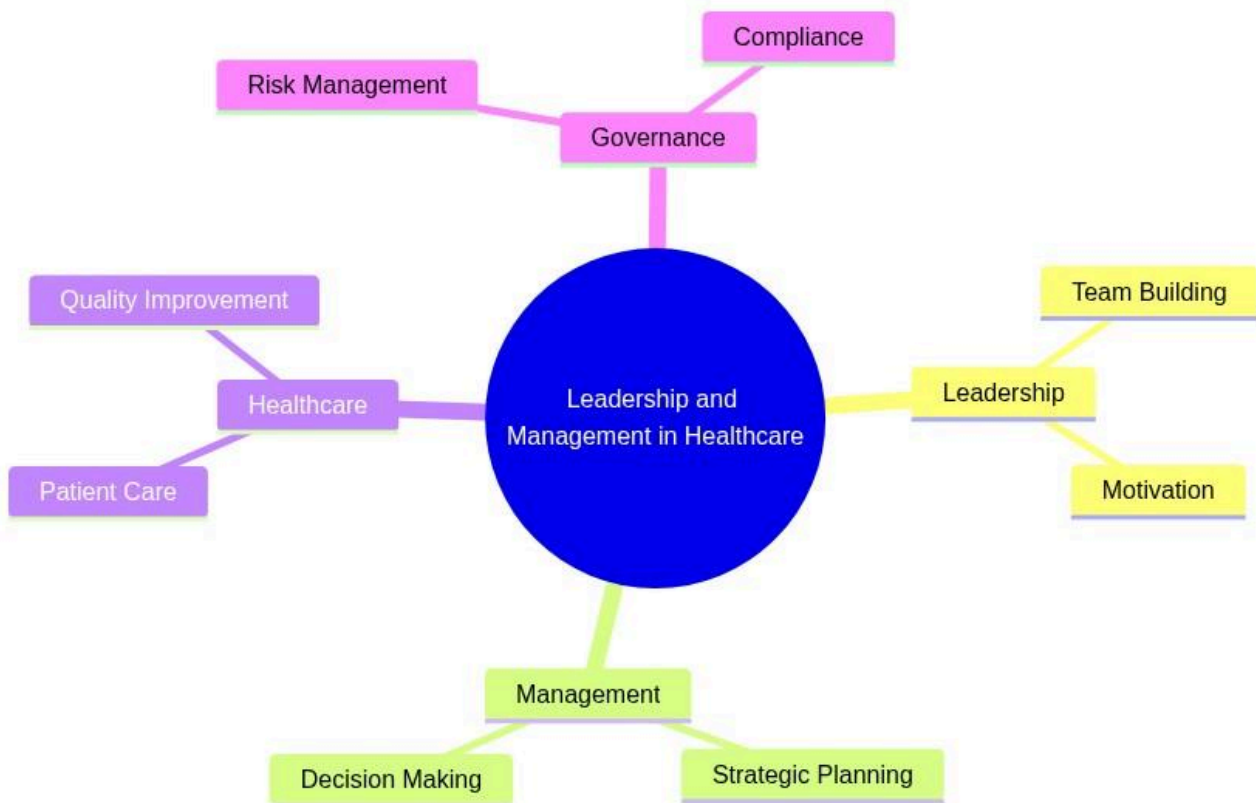 Compliance
Risk Management
Governance
Team Building
Quality Improvement
Leadership
Healthcare
Leadership and
Management in Healthcare
Patient Care
Motivation
Management
Decision Making
Strategic Planning